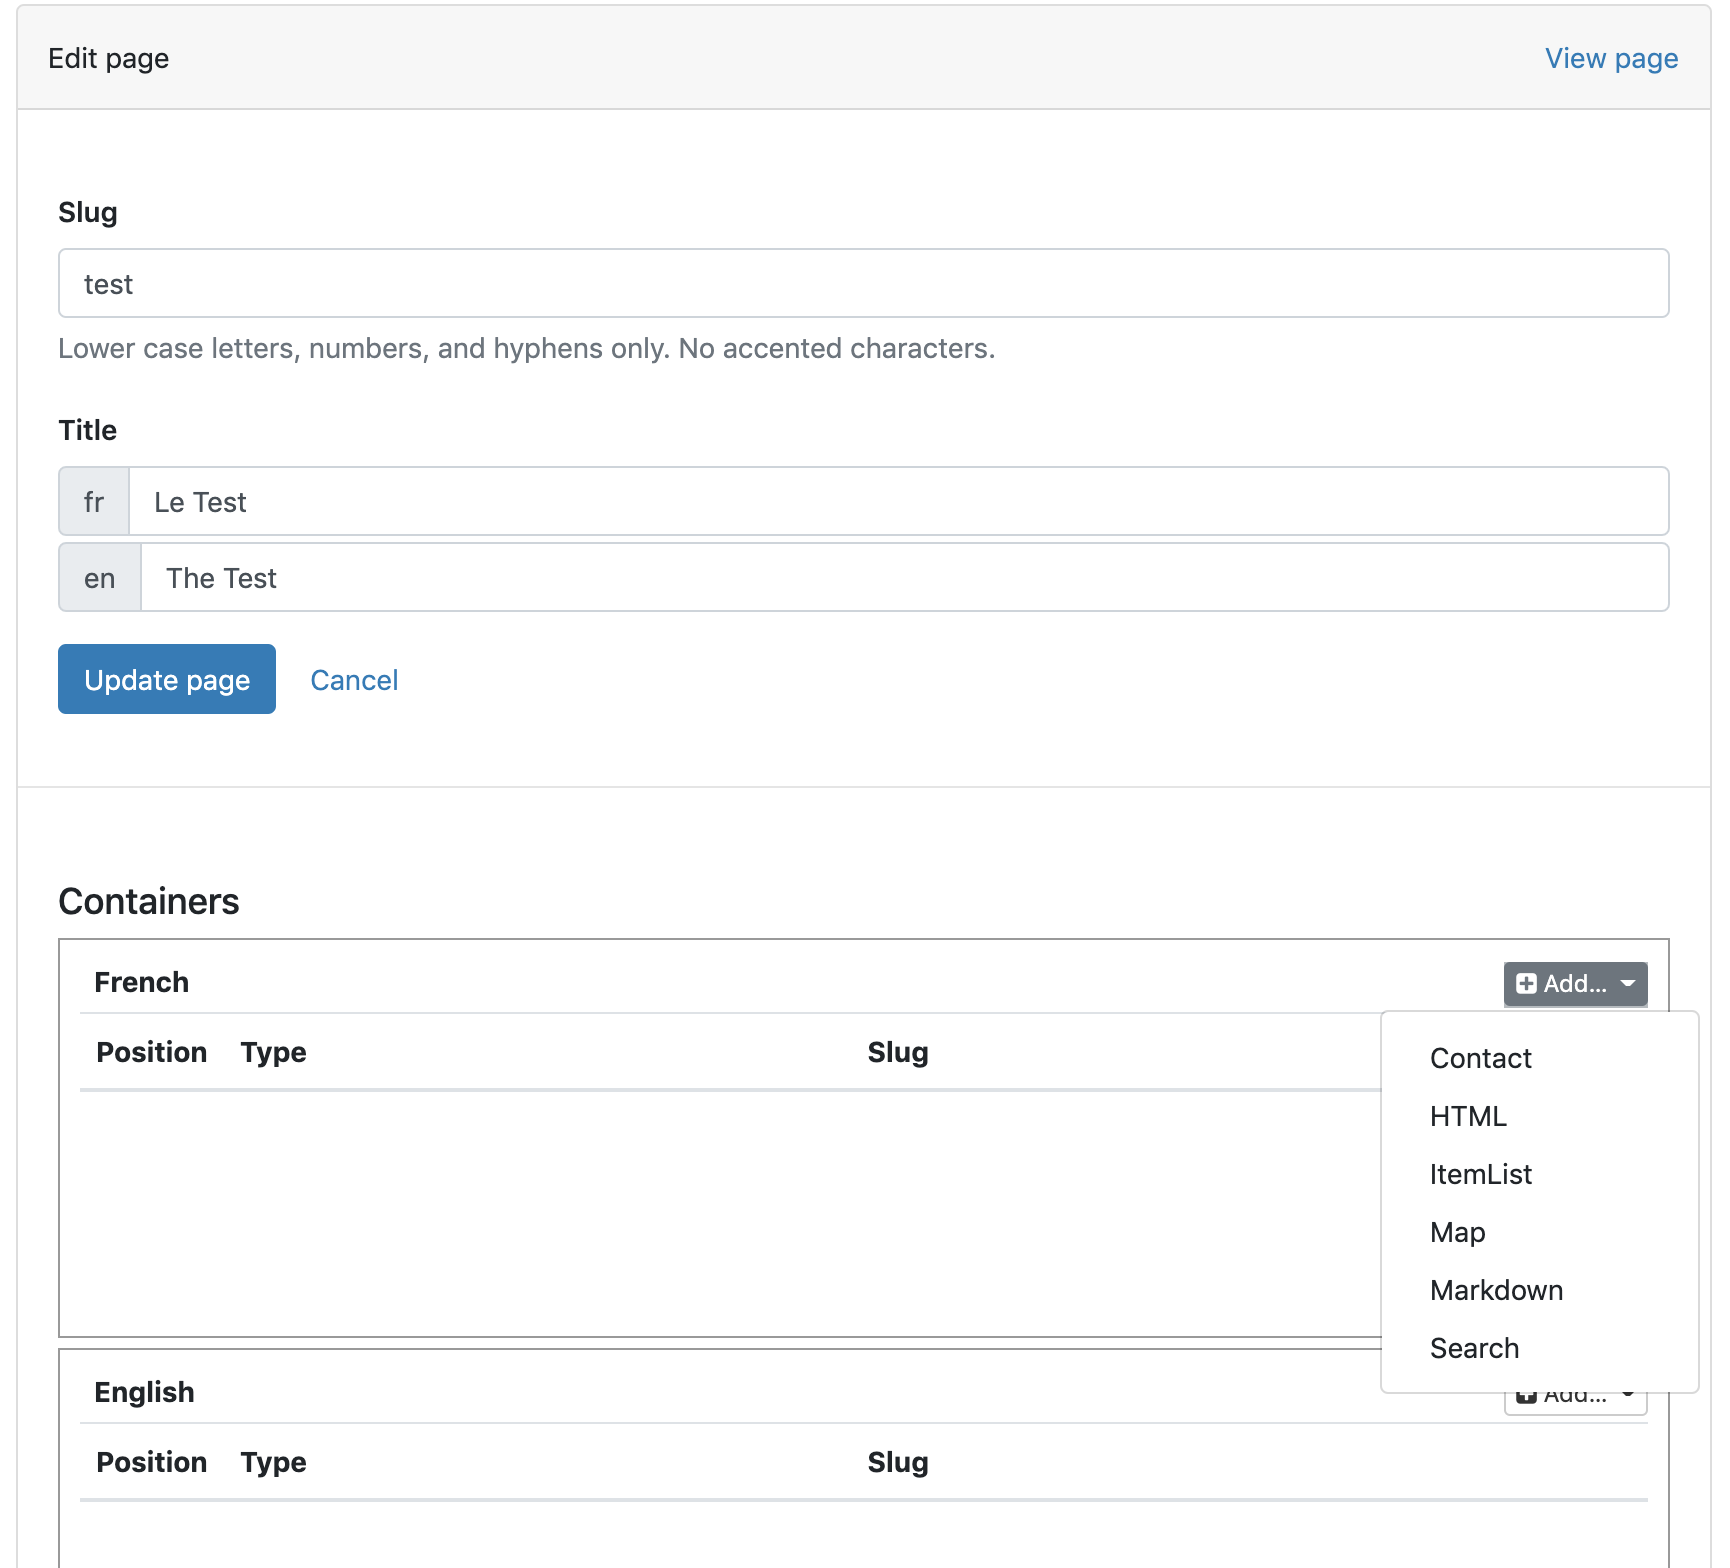 Edit page View page
Slug
test
Lower case letters, numbers, and hyphens only. No accented characters.
Title
fr Le Test
en The Test
Update page Cancel
Containers
French Add...
Position Type Slug
Contact
HTML
ItemList
Map
Markdown
Search
English Add...
Position Type Slug